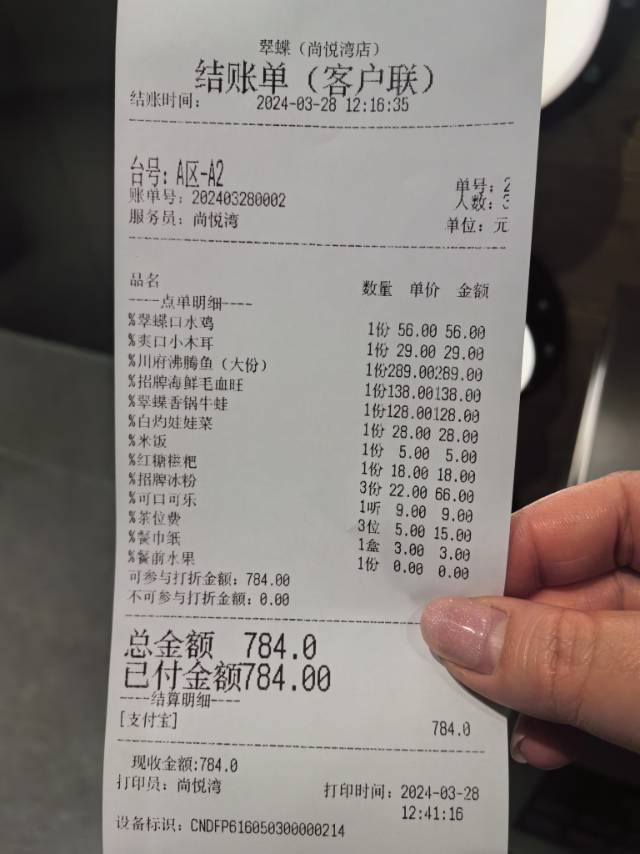 翠蝶（尚悦湾店）
结账单（客户联）
结账时间： 2024-03-28 12:16:35
台号：A区-A2
账单号：202403280002 单号：2
服务员：尚悦湾 人数：3
单位：元
品名 数量 单价 金额
----点单明细----
%翠蝶口水鸡 1份 56.00 56.00
%爽口小木耳 1份 29.00 29.00
%川府沸腾鱼（大份） 1份289.00289.00
%招牌海鲜毛血旺 1份138.00138.00
%翠蝶香锅牛蛙 1份128.00128.00
%白灼娃娃菜 1份 28.00 28.00
%米饭 1份 5.00 5.00
%红糖糍粑 1份 18.00 18.00
%招牌冰粉 3份 22.00 66.00
%可口可乐 1听 9.00 9.00
%茶位费 3位 5.00 15.00
%餐巾纸 1盒 3.00 3.00
%餐前水果 1份 0.00 0.00
可参与打折金额：784.00
不可参与打折金额：0.00
总金额 784.0
已付金额784.00
----结算明细----
[支付宝] 784.0
现收金额:784.0
打印员：尚悦湾 打印时间：2024-03-28
12:41:16
设备标识：CNDFP616050300000214